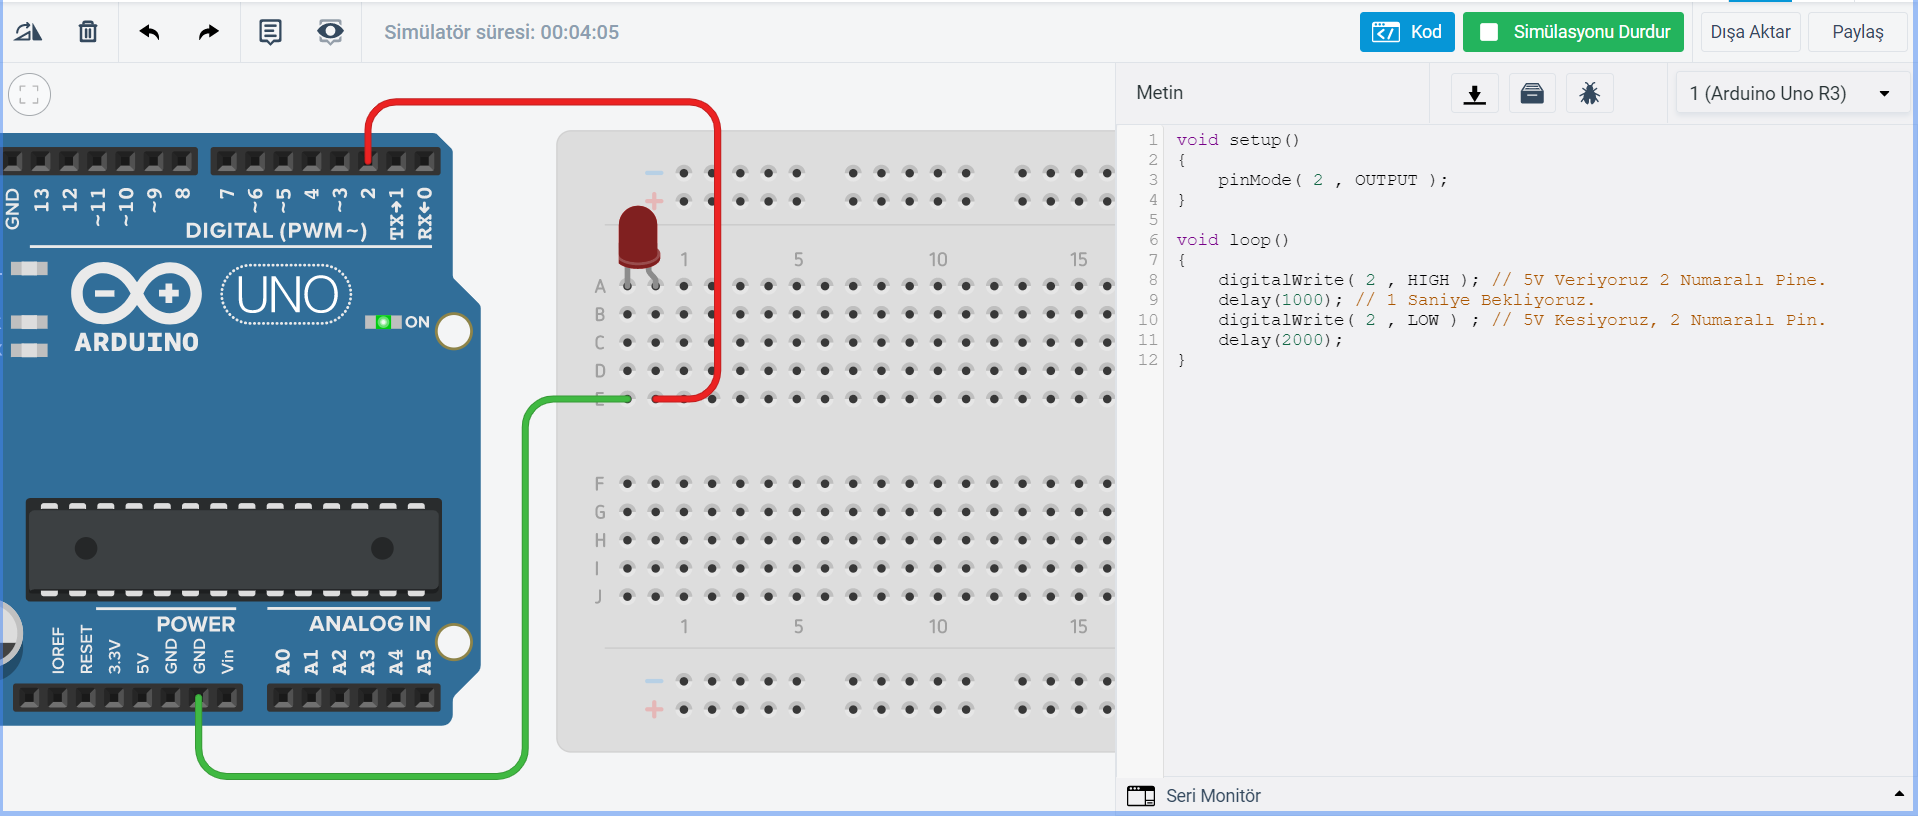 Simülatör süresi: 00:04:05
Kod
Simülasyonu Durdur
Dışa Aktar
Paylaş
Metin
1 (Arduino Uno R3)
GND 13 12 ~11 ~10 ~9 8 7 ~6 ~5 4 ~3 2 TX→1 RX←0
DIGITAL (PWM~)
UNO
ON
ARDUINO
POWER
ANALOG IN
IOREF RESET 3.3V 5V GND GND Vin A0 A1 A2 A3 A4 A5
1 5 10 15
A
B
C
D
E
F
G
H
I
J
1 5 10 15
1 void setup()
2 {
3 pinMode( 2 , OUTPUT );
4 }
5
6 void loop()
7 {
8 digitalWrite( 2 , HIGH ); // 5V Veriyoruz 2 Numaralı Pine.
9 delay(1000); // 1 Saniye Bekliyoruz.
10 digitalWrite( 2 , LOW ) ; // 5V Kesiyoruz, 2 Numaralı Pin.
11 delay(2000);
12 }
Seri Monitör